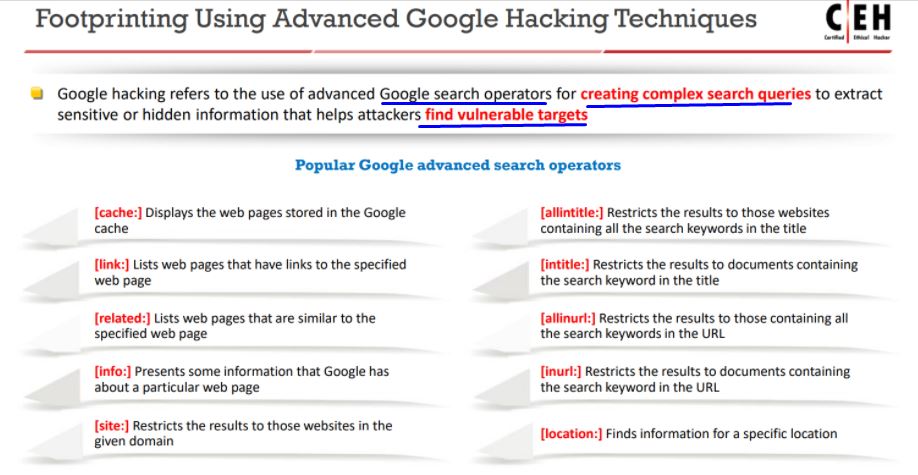 Footprinting Using Advanced Google Hacking Techniques
C|EH
Certified Ethical Hacker
Google hacking refers to the use of advanced Google search operators for creating complex search queries to extract
sensitive or hidden information that helps attackers find vulnerable targets
Popular Google advanced search operators
[cache:] Displays the web pages stored in the Google
cache
[link:] Lists web pages that have links to the specified
web page
[related:] Lists web pages that are similar to the
specified web page
[info:] Presents some information that Google has
about a particular web page
[site:] Restricts the results to those websites in the
given domain
[allintitle:] Restricts the results to those websites
containing all the search keywords in the title
[intitle:] Restricts the results to documents containing
the search keyword in the title
[allinurl:] Restricts the results to those containing all
the search keywords in the URL
[inurl:] Restricts the results to documents containing
the search keyword in the URL
[location:] Finds information for a specific location